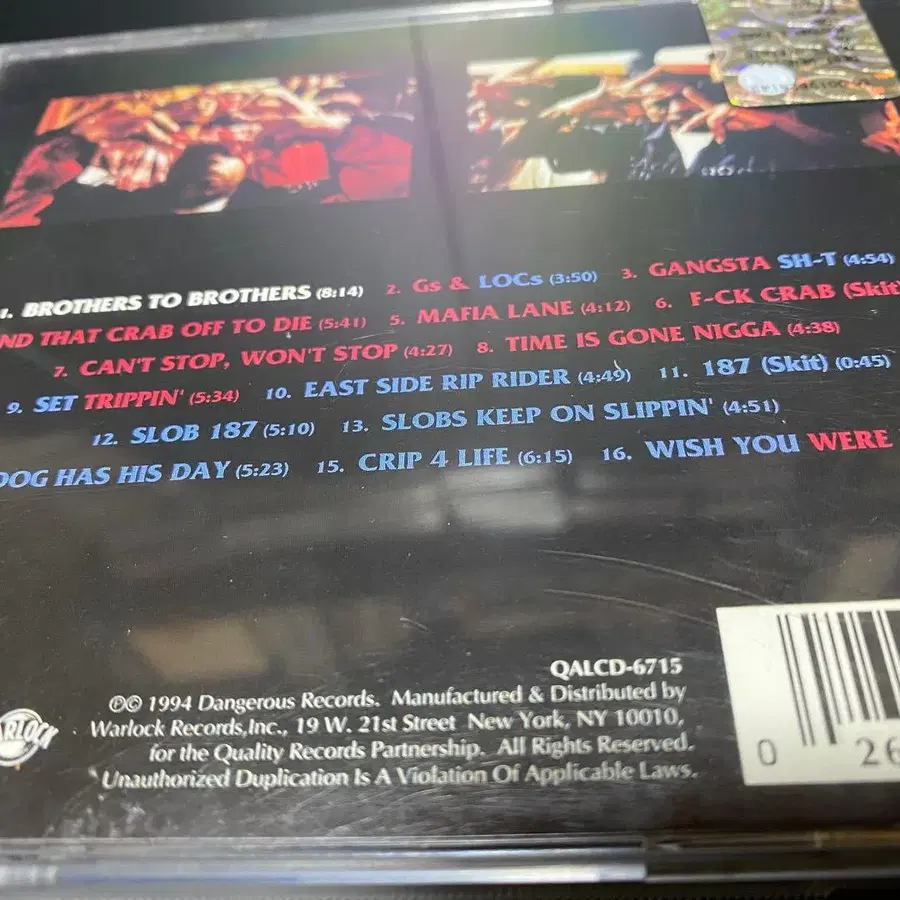 1. BROTHERS TO BROTHERS (8:14) 2. Gs & LOCs (3:50) 3. GANGSTA SH-T (4:54)
ND THAT CRAB OFF TO DIE (5:41) 5. MAFIA LANE (4:12) 6. F-CK CRAB (Skit)
7. CAN'T STOP, WON'T STOP (4:27) 8. TIME IS GONE NIGGA (4:38)
9. SET TRIPPIN' (5:34) 10. EAST SIDE RIP RIDER (4:49) 11. 187 (Skit) (0:45)
12. SLOB 187 (5:10) 13. SLOBS KEEP ON SLIPPIN' (4:51)
DOG HAS HIS DAY (5:23) 15. CRIP 4 LIFE (6:15) 16. WISH YOU WERE
QALCD-6715
℗© 1994 Dangerous Records. Manufactured & Distributed by
Warlock Records,Inc., 19 W. 21st Street New York, NY 10010,
for the Quality Records Partnership. All Rights Reserved.
Unauthorized Duplication Is A Violation Of Applicable Laws.
ARLOCK
0 26